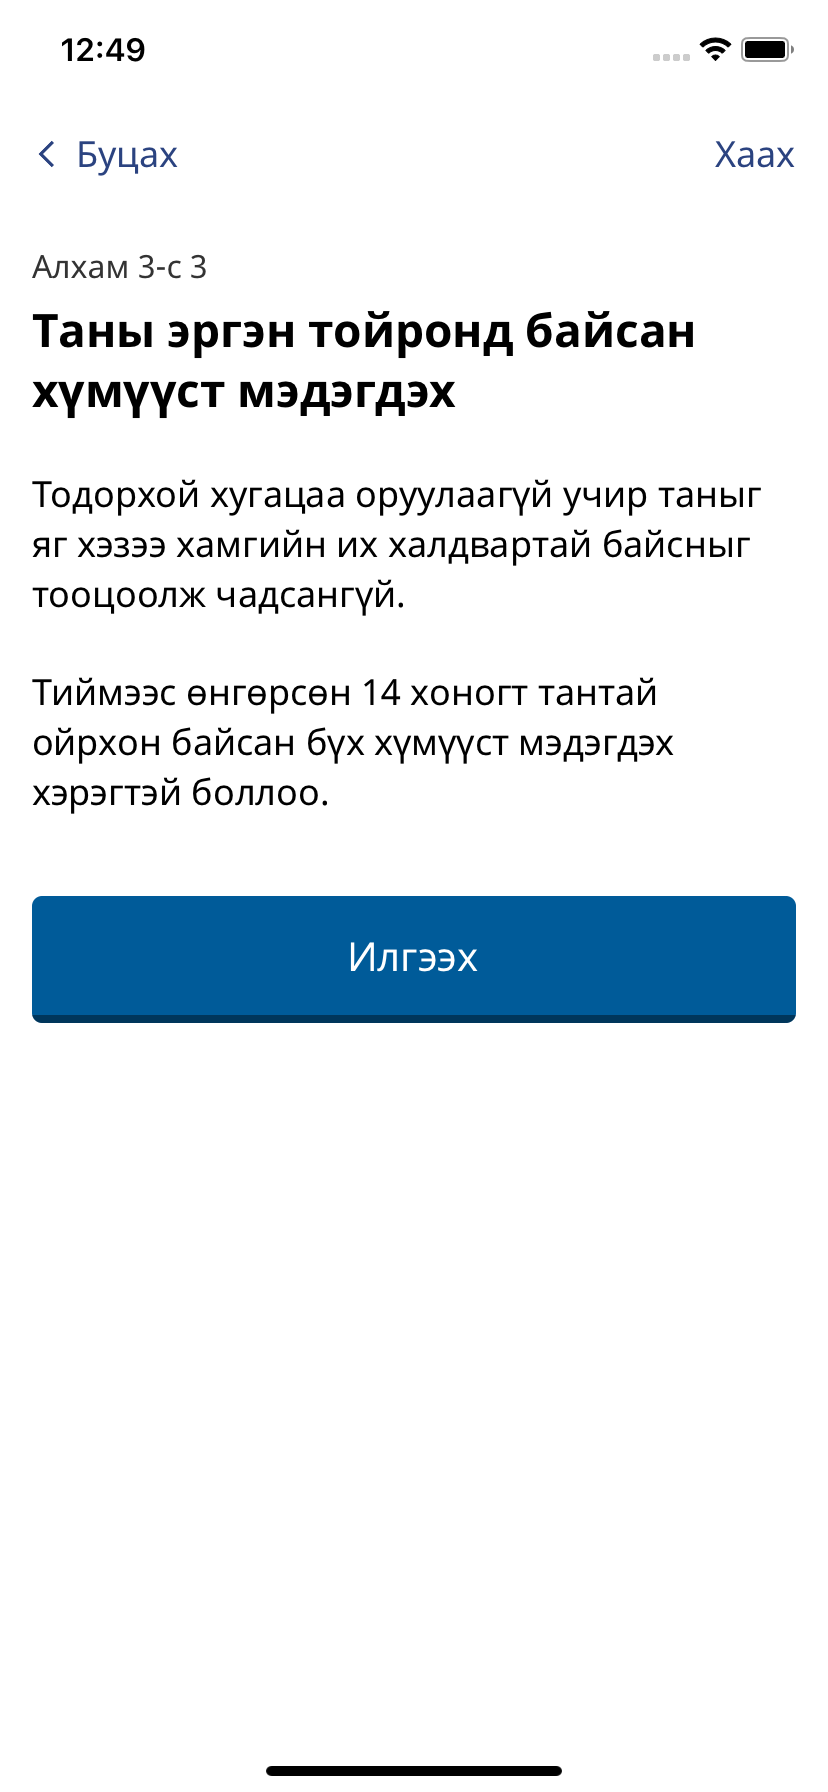 12:49
Буцах
Хаах
Алхам 3-с 3
Таны эргэн тойронд байсан
хүмүүст мэдэгдэх
Тодорхой хугацаа оруулаагүй учир таныг
яг хэзээ хамгийн их халдвартай байсныг
тооцоолж чадсангүй.
Тиймээс өнгөрсөн 14 хоногт тантай
ойрхон байсан бүх хүмүүст мэдэгдэх
хэрэгтэй боллоо.
Илгээх